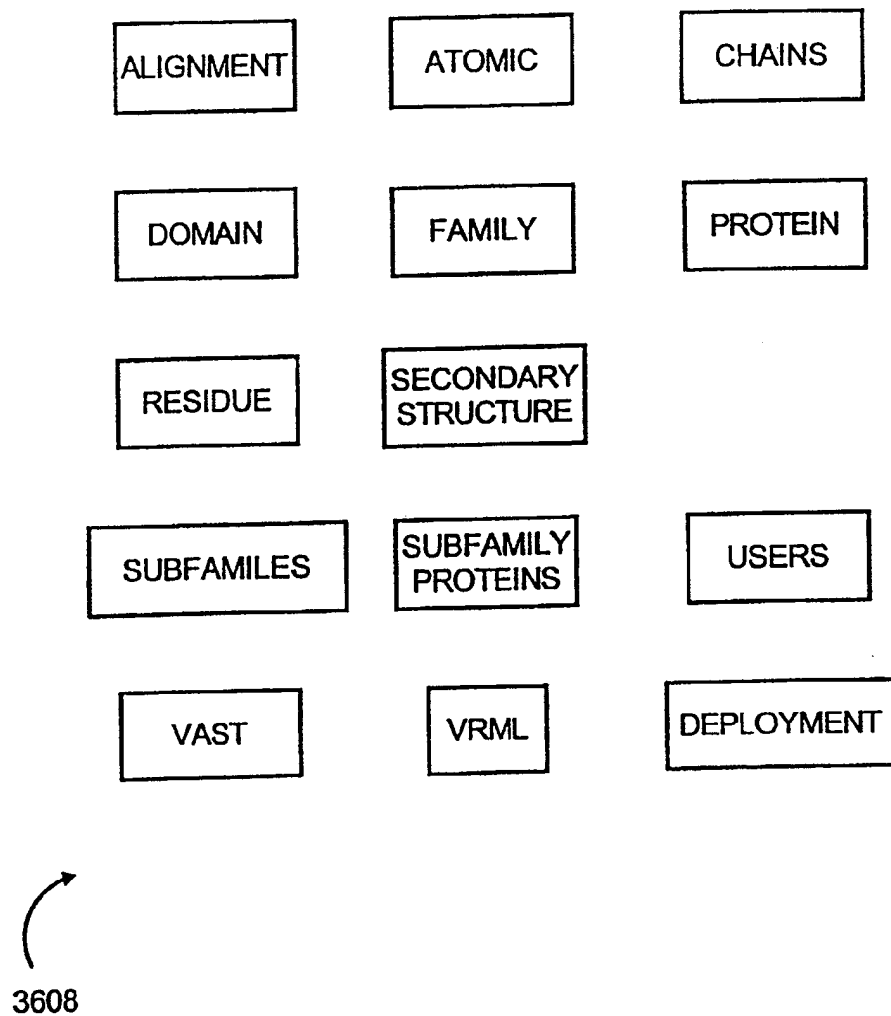 ALIGNMENT
ATOMIC
CHAINS
DOMAIN
FAMILY
PROTEIN
RESIDUE
SECONDARY
STRUCTURE
SUBFAMILES
SUBFAMILY
PROTEINS
USERS
VAST
VRML
DEPLOYMENT
3608